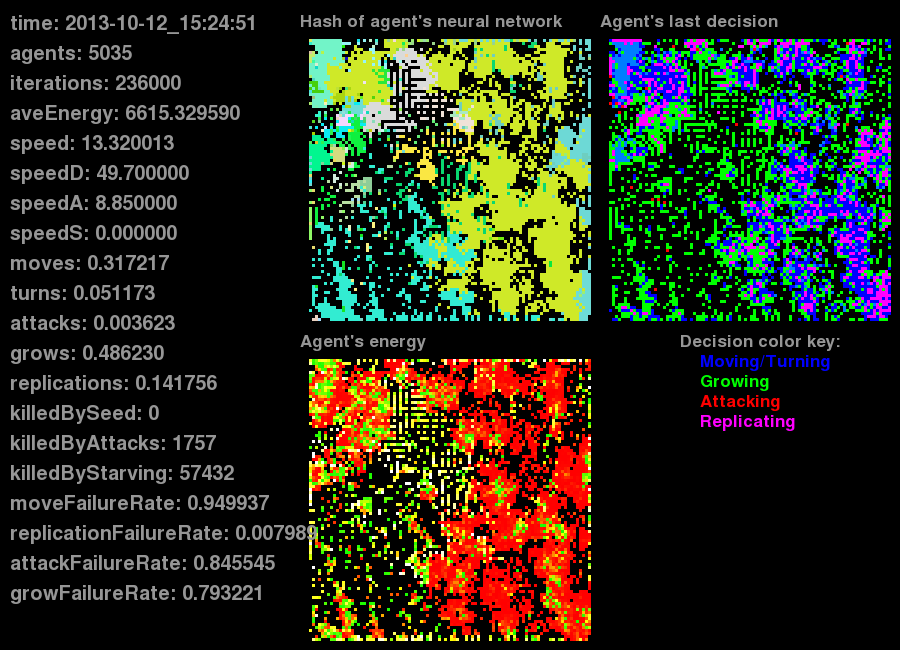 time: 2013-10-12_15:24:51
agents: 5035
iterations: 236000
aveEnergy: 6615.329590
speed: 13.320013
speedD: 49.700000
speedA: 8.850000
speedS: 0.000000
moves: 0.317217
turns: 0.051173
attacks: 0.003623
grows: 0.486230
replications: 0.141756
killedBySeed: 0
killedByAttacks: 1757
killedByStarving: 57432
moveFailureRate: 0.949937
replicationFailureRate: 0.007989
attackFailureRate: 0.845545
growFailureRate: 0.793221
Hash of agent's neural network
Agent's last decision
Agent's energy
Decision color key:
Moving/Turning
Growing
Attacking
Replicating